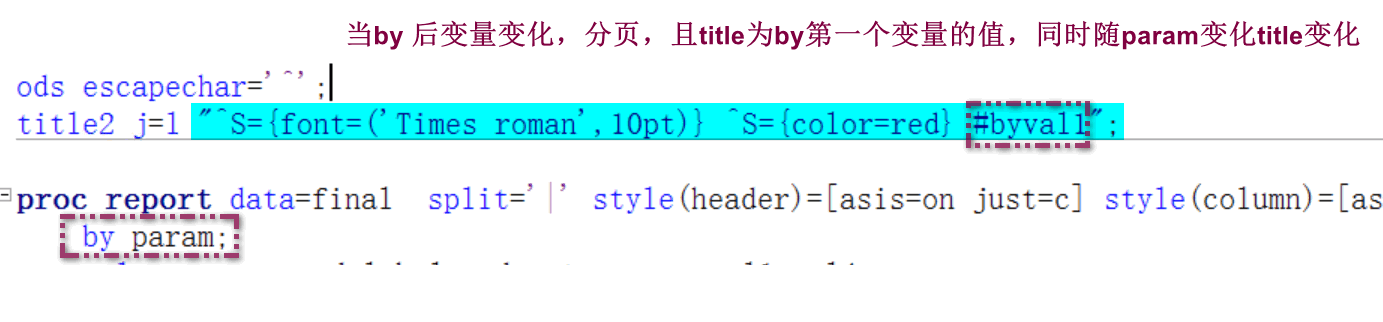 当by 后变量变化，分页，且title为by第一个变量的值，同时随param变化title变化
ods escapechar='^';
title2 j=l "^S={font=('Times roman',10pt)} ^S={color=red} #byval1";
proc report data=final split='|' style(header)=[asis=on just=c] style(column)=[as
by param;